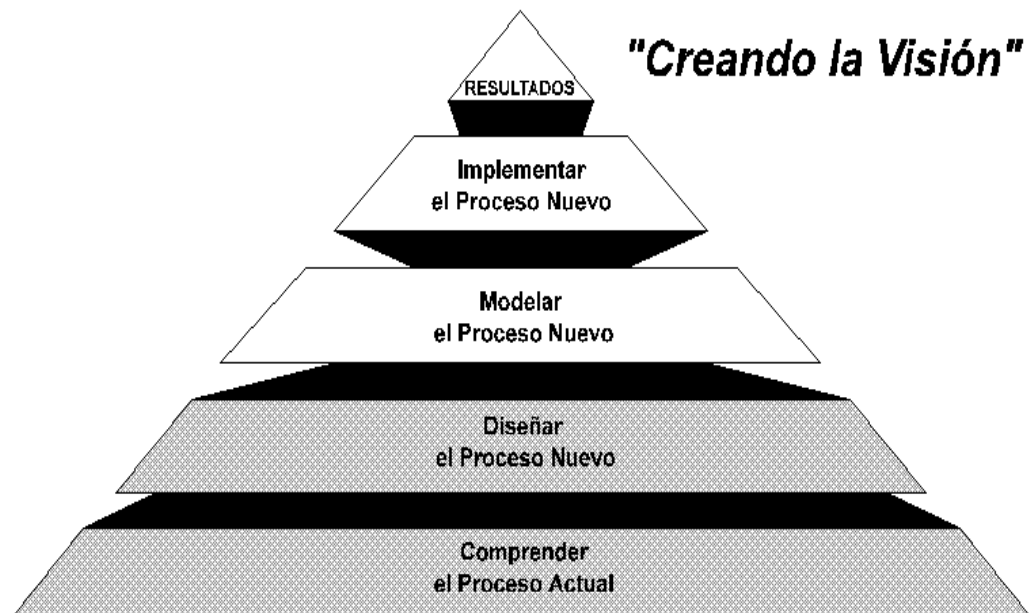 "Creando la Visión"
RESULTADOS
Implementar
el Proceso Nuevo
Modelar
el Proceso Nuevo
Diseñar
el Proceso Nuevo
Comprender
el Proceso Actual